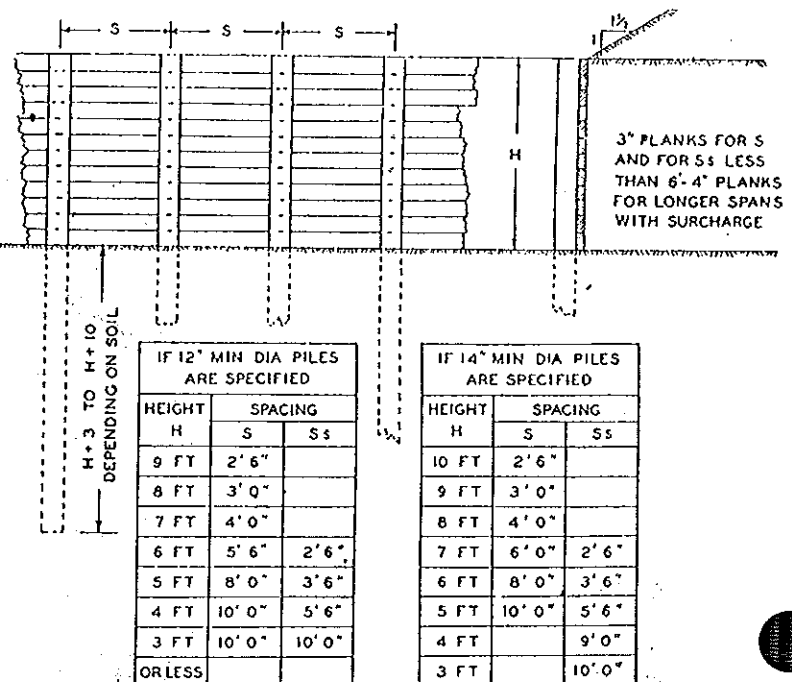 S S S
1 1/2
1
H
3" PLANKS FOR S
AND FOR Ss LESS
THAN 6'-4" PLANKS
FOR LONGER SPANS
WITH SURCHARGE
H+3 TO H+10
DEPENDING ON SOIL
IF 12" MIN DIA PILES
ARE SPECIFIED
HEIGHT SPACING
H S Ss
9 FT 2'6"
8 FT 3'0"
7 FT 4'0"
6 FT 5'6" 2'6"
5 FT 8'0" 3'6"
4 FT 10'0" 5'6"
3 FT 10'0" 10'0"
OR LESS
IF 14" MIN DIA PILES
ARE SPECIFIED
HEIGHT SPACING
H S Ss
10 FT 2'6"
9 FT 3'0"
8 FT 4'0"
7 FT 6'0" 2'6"
6 FT 8'0" 3'6"
5 FT 10'0" 5'6"
4 FT 9'0"
3 FT 10'0"